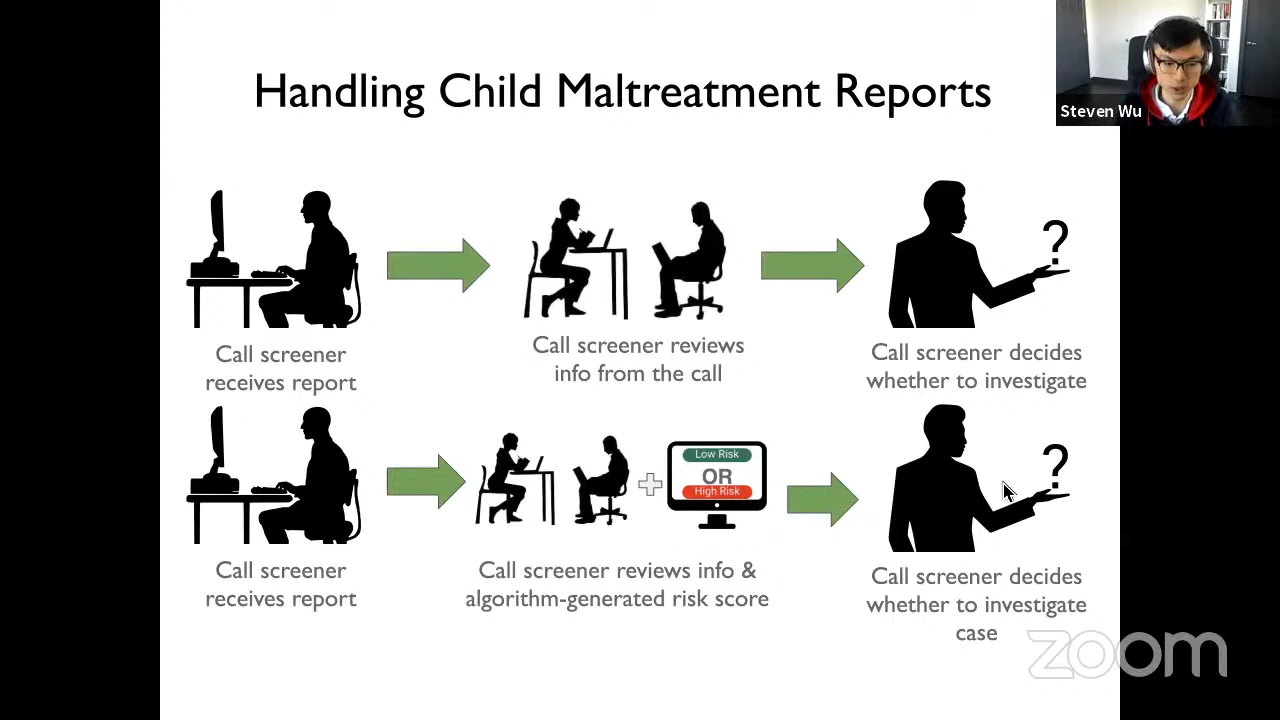 Handling Child Maltreatment Reports
Steven Wu
?
Call screener
receives report
Call screener reviews
info from the call
Call screener decides
whether to investigate
Low Risk
OR
High Risk
?
Call screener
receives report
Call screener reviews info &
algorithm-generated risk score
Call screener decides
whether to investigate
case
zoom